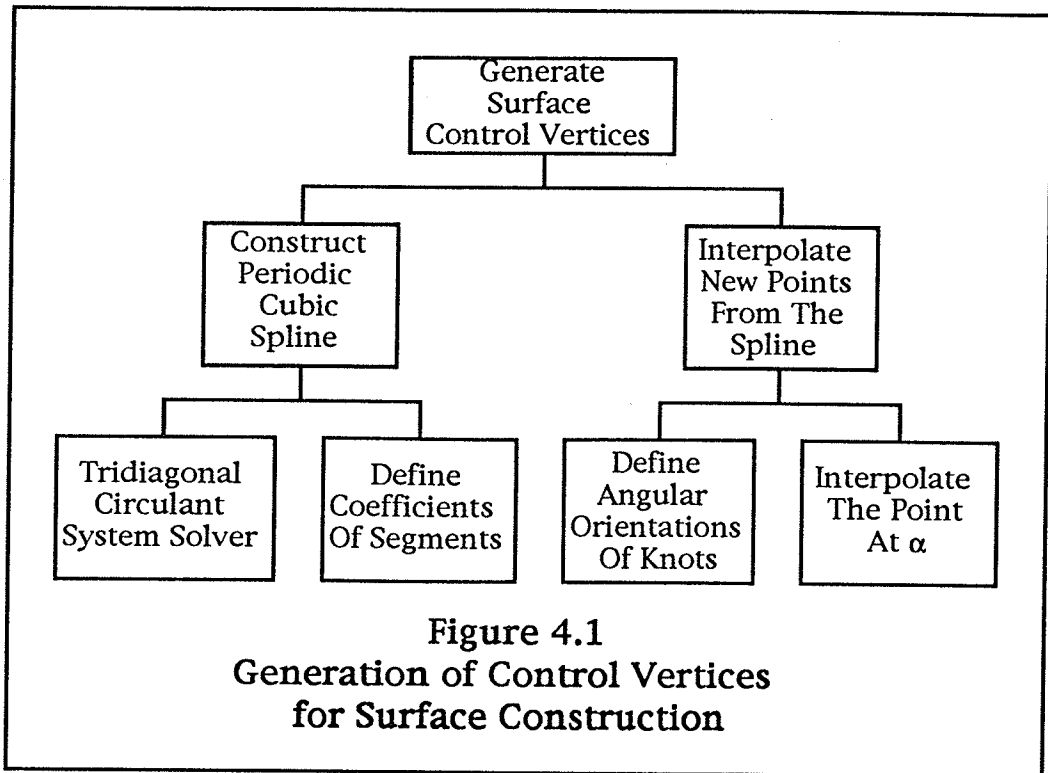 Generate
Surface
Control Vertices
Construct
Periodic
Cubic
Spline
Interpolate
New Points
From The
Spline
Tridiagonal
Circulant
System Solver
Define
Coefficients
Of Segments
Define
Angular
Orientations
Of Knots
Interpolate
The Point
At α
Figure 4.1
Generation of Control Vertices
for Surface Construction